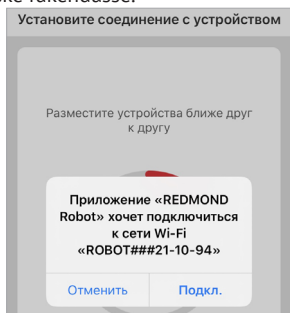 Установите соединение с устройством
Разместите устройства ближе друг
к другу
Приложение «REDMOND
Robot» хочет подключиться
к сети Wi-Fi
«ROBOT###21-10-94»
Отменить Подкл.